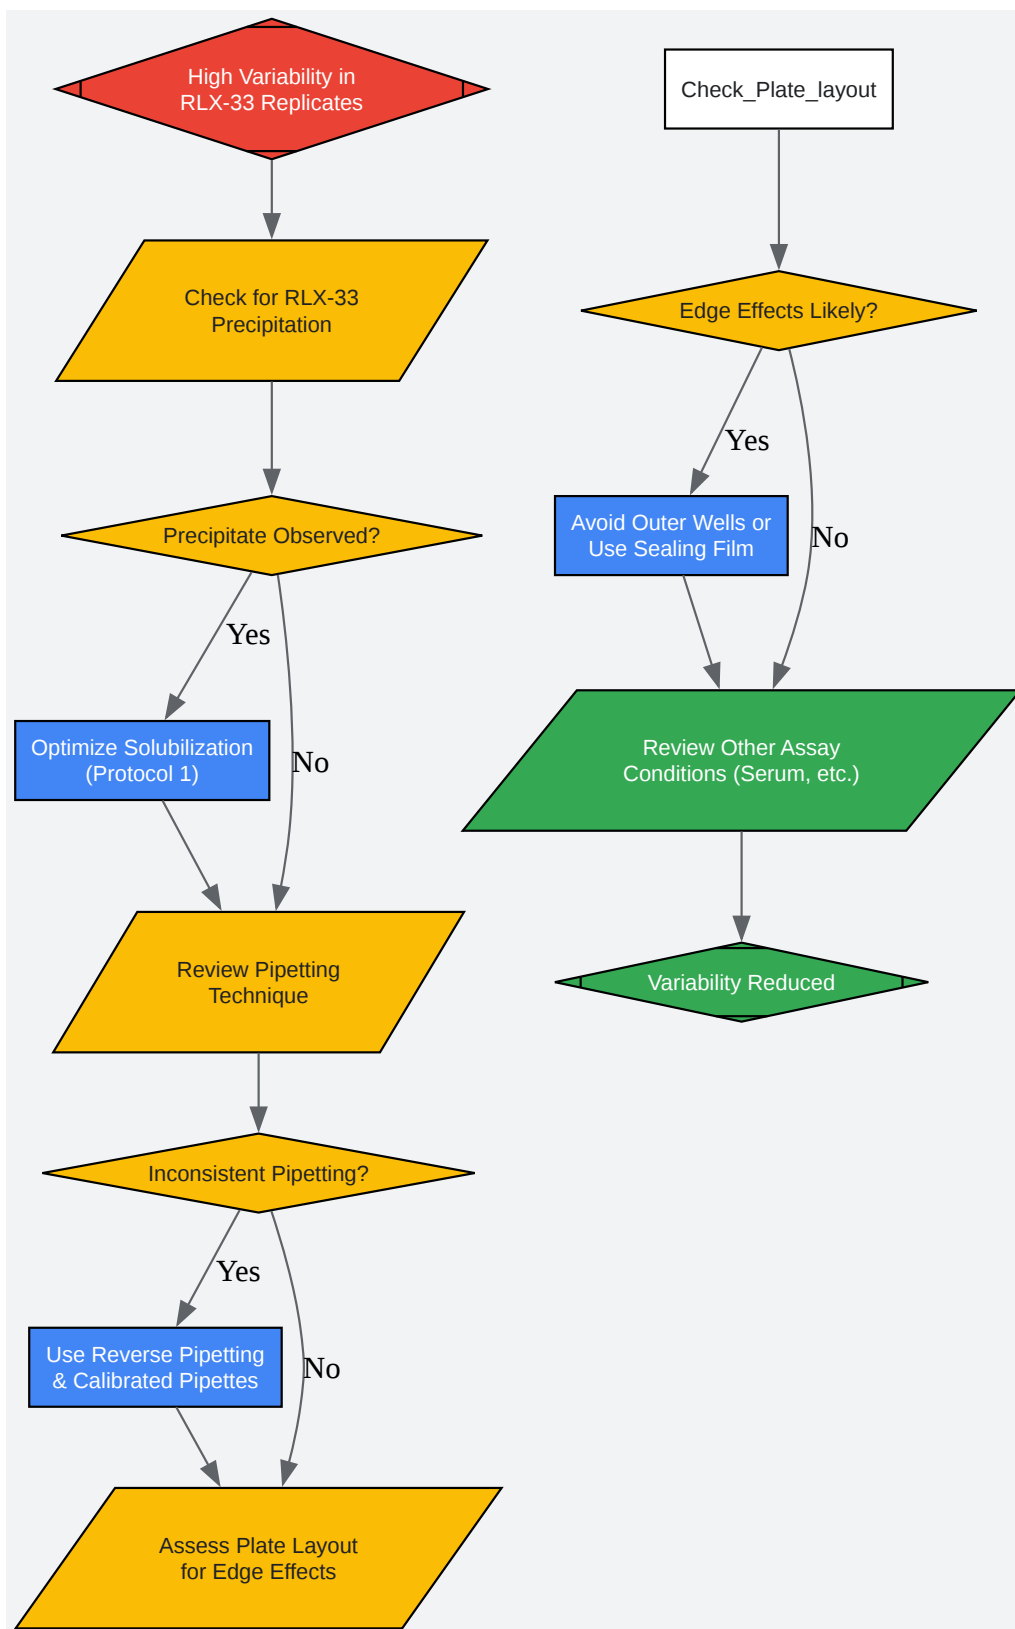 High Variability in
RLX-33 Replicates
Check for RLX-33
Precipitation
Precipitate Observed?
Yes
No
Optimize Solubilization
(Protocol 1)
Review Pipetting
Technique
Inconsistent Pipetting?
Yes
No
Use Reverse Pipetting
& Calibrated Pipettes
Assess Plate Layout
for Edge Effects
Check_Plate_layout
Edge Effects Likely?
Yes
No
Avoid Outer Wells or
Use Sealing Film
Review Other Assay
Conditions (Serum, etc.)
Variability Reduced